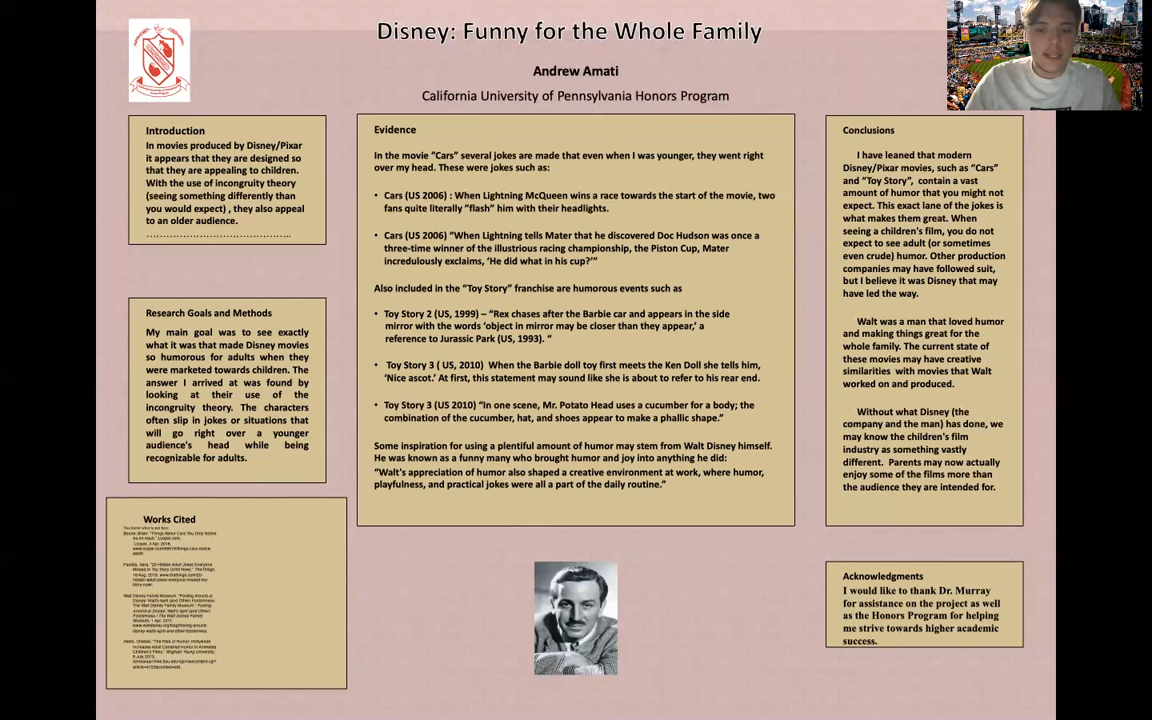 Disney: Funny for the Whole Family
Andrew Amati
California University of Pennsylvania Honors Program
Introduction
In movies produced by Disney/Pixar
it appears that they are designed so
that they are appealing to children.
With the use of incongruity theory
(seeing something differently than
you would expect) , they also appeal
to an older audience.
……………………………………...
Research Goals and Methods
My main goal was to see exactly
what it was that made Disney movies
so humorous for adults when they
were marketed towards children. The
answer I arrived at was found by
looking at their use of the
incongruity theory. The characters
often slip in jokes or situations that
will go right over a younger
audience's head while being
recognizable for adults.
Works Cited
Evidence
In the movie "Cars" several jokes are made that even when I was younger, they went right
over my head. These were jokes such as:
• Cars (US 2006) : When Lightning McQueen wins a race towards the start of the movie, two
fans quite literally "flash" him with their headlights.
• Cars (US 2006) "When Lightning tells Mater that he discovered Doc Hudson was once a
three-time winner of the illustrious racing championship, the Piston Cup, Mater
incredulously exclaims, 'He did what in his cup?'"
Also included in the "Toy Story" franchise are humorous events such as
• Toy Story 2 (US, 1999) – "Rex chases after the Barbie car and appears in the side
mirror with the words 'object in mirror may be closer than they appear,' a
reference to Jurassic Park (US, 1993). "
• Toy Story 3 ( US, 2010) When the Barbie doll toy first meets the Ken Doll she tells him,
'Nice ascot.' At first, this statement may sound like she is about to refer to his rear end.
• Toy Story 3 (US 2010) "In one scene, Mr. Potato Head uses a cucumber for a body; the
combination of the cucumber, hat, and shoes appear to make a phallic shape."
Some inspiration for using a plentiful amount of humor may stem from Walt Disney himself.
He was known as a funny many who brought humor and joy into anything he did:
"Walt's appreciation of humor also shaped a creative environment at work, where humor,
playfulness, and practical jokes were all a part of the daily routine."
Conclusions
I have leaned that modern
Disney/Pixar movies, such as "Cars"
and "Toy Story", contain a vast
amount of humor that you might not
expect. This exact lane of the jokes is
what makes them great. When
seeing a children's film, you do not
expect to see adult (or sometimes
even crude) humor. Other production
companies may have followed suit,
but I believe it was Disney that may
have led the way.
Walt was a man that loved humor
and making things great for the
whole family. The current state of
these movies may have creative
similarities with movies that Walt
worked on and produced.
Without what Disney (the
company and the man) has done, we
may know the children's film
industry as something vastly
different. Parents may now actually
enjoy some of the films more than
the audience they are intended for.
Acknowledgments
I would like to thank Dr. Murray
for assistance on the project as well
as the Honors Program for helping
me strive towards higher academic
success.